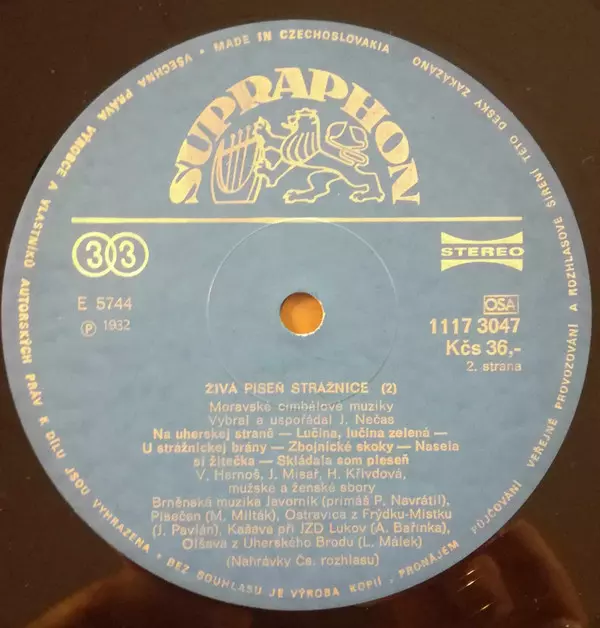 • MADE IN CZECHOSLOVAKIA
VŠECHNA PRÁVA VÝROBCE A VLASTNÍKŮ AUTORSKÝCH PRÁV K DÍLU JSOU VYHRAZENA • BEZ SOUHLASU JE VÝROBA KOPIÍ, PRONÁJEM, PŮJČOVÁNÍ, VEŘEJNÉ PROVOZOVÁNÍ A ROZHLASOVÉ ŠÍŘENÍ TÉTO DESKY ZAKÁZÁNO
SUPRAPHON
33
STEREO
E 5744
Ⓟ 1932
OSA
1117 3047
Kčs 36,-
2. strana
ŽIVÁ PÍSEŇ STRÁŽNICE (2)
Moravské cimbálové muziky
Vybral a uspořádal J. Nečas
Na uherskej straně — Lučina, lučina zelená —
U strážnickej brány — Zbojnické skoky — Nasela
si žitečka — Skládala som pieseň
V. Harnoš, J. Misař, H. Křivdová,
mužské a ženské sbory
Brněnská muzika Javorník (primáš P. Navrátil),
Písečan (M. Milták), Ostravica z Frýdku-Místku
(J. Pavlán), Kašava při JZD Lukov (A. Bařinka),
Olšava z Uherského Brodu (L. Málek)
(Nahrávky Čs. rozhlasu)